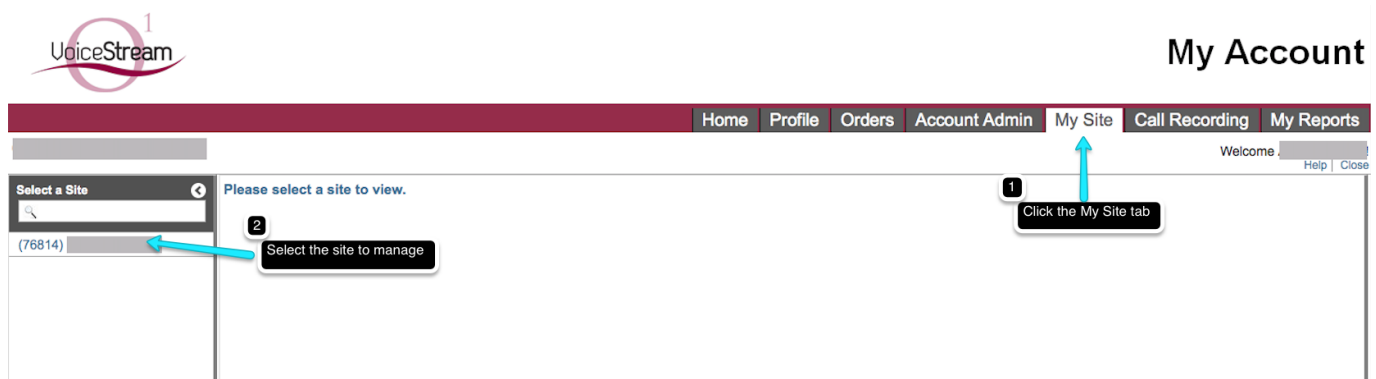 1
VoiceStream
My Account
Home Profile Orders Account Admin My Site Call Recording My Reports
Welcome
Help | Close
Select a Site
Please select a site to view.
1
Click the My Site tab
2
(76814)
Select the site to manage